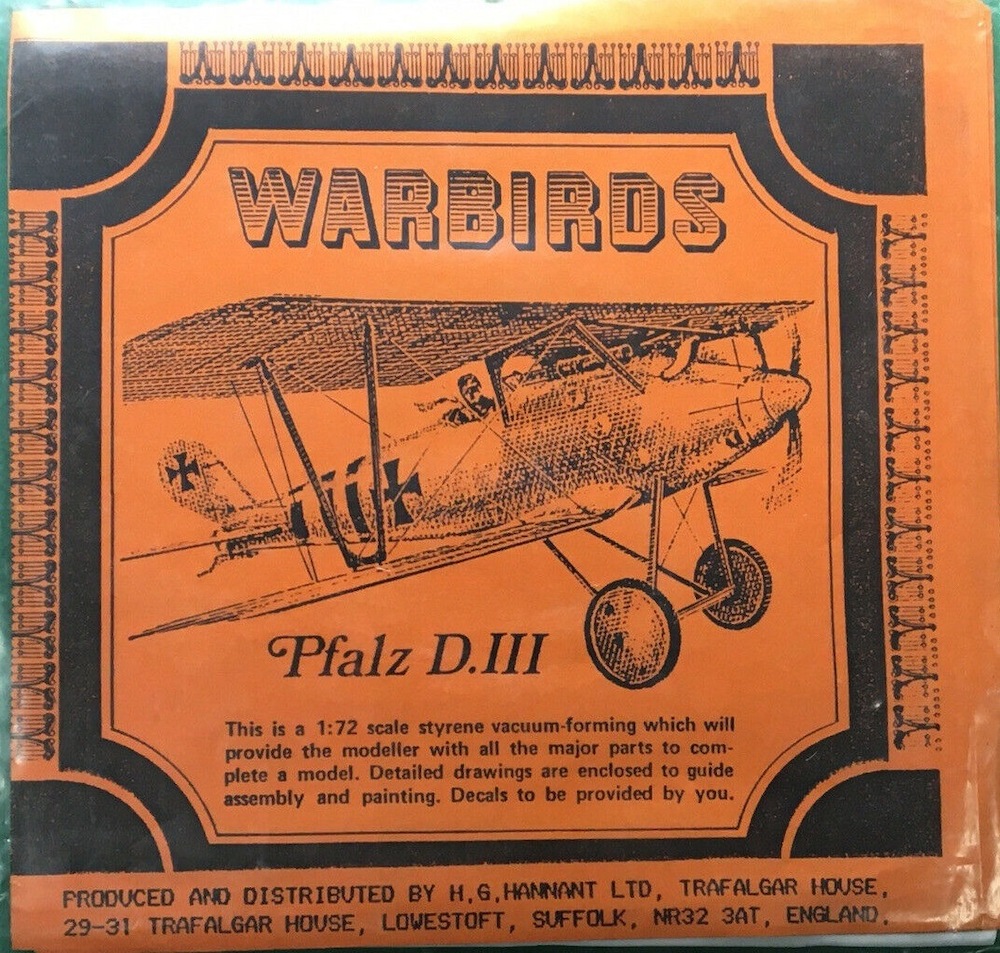 WARBIRDS
Pfalz D.III
This is a 1:72 scale styrene vacuum-forming which will
provide the modeller with all the major parts to com-
plete a model. Detailed drawings are enclosed to guide
assembly and painting. Decals to be provided by you.
PRODUCED AND DISTRIBUTED BY H.G.HANNANT LTD, TRAFALGAR HOUSE,
29-31 TRAFALGAR HOUSE, LOWESTOFT, SUFFOLK, NR32 3AT, ENGLAND.